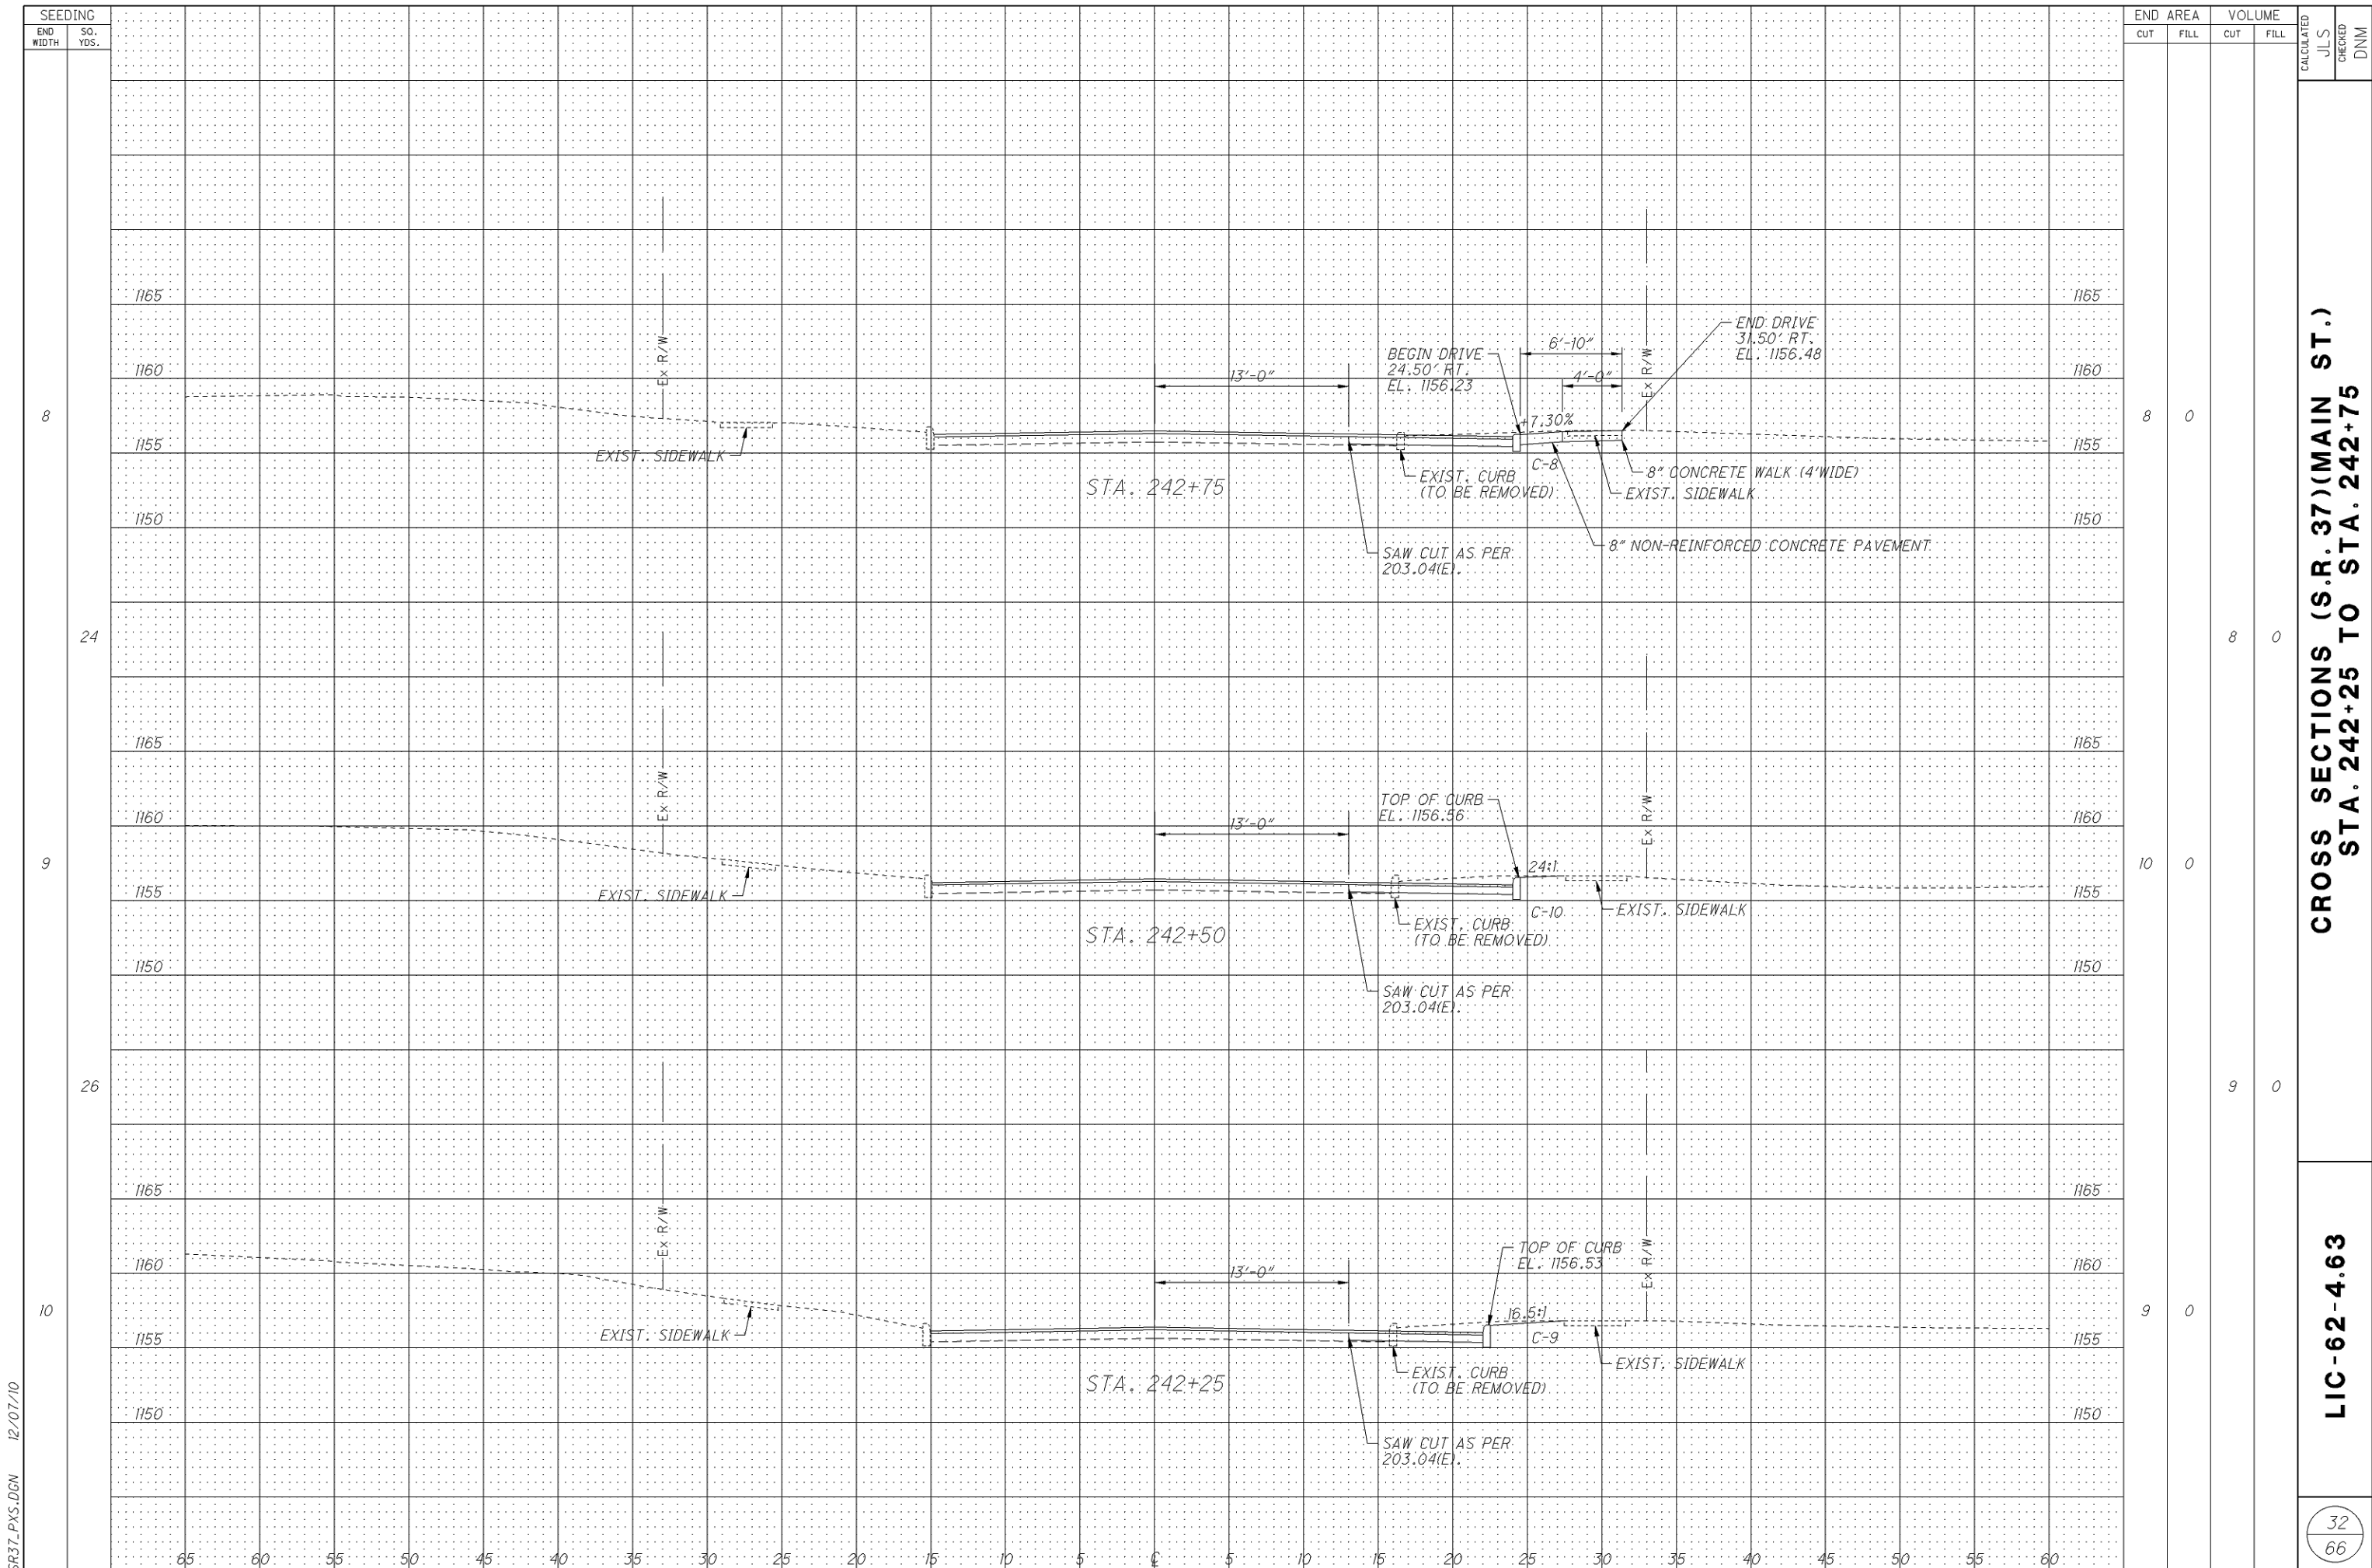 SEEDING
END WIDTH
SQ. YDS.
END AREA
VOLUME
CUT
FILL
CUT
FILL
CALCULATED
JLS
CHECKED
DNM
1165
1165
Ex R/W
Ex R/W
END DRIVE
31.50' RT.
EL. 1156.48
6'-10"
BEGIN DRIVE
24.50' RT.
EL. 1156.23
4'-0"
13'-0"
1160
1160
8
8
0
+7.30%
1155
1155
EXIST. SIDEWALK
C-8
8" CONCRETE WALK (4'WIDE)
EXIST. CURB
(TO BE REMOVED)
EXIST. SIDEWALK
STA. 242+75
1150
1150
8" NON-REINFORCED CONCRETE PAVEMENT
SAW CUT AS PER
203.04(E).
24
8
0
1165
1165
Ex R/W
Ex R/W
TOP OF CURB
EL. 1156.56
13'-0"
1160
1160
9
10
0
24:1
1155
1155
EXIST. SIDEWALK
C-10
EXIST. SIDEWALK
EXIST. CURB
(TO BE REMOVED)
STA. 242+50
1150
1150
SAW CUT AS PER
203.04(E).
26
9
0
1165
1165
Ex R/W
Ex R/W
TOP OF CURB
EL. 1156.53
13'-0"
1160
1160
10
9
0
16.5:1
1155
1155
EXIST. SIDEWALK
C-9
EXIST. SIDEWALK
EXIST. CURB
(TO BE REMOVED)
STA. 242+25
1150
1150
SAW CUT AS PER
203.04(E).
65 60 55 50 45 40 35 30 25 20 15 10 5 ℄ 5 10 15 20 25 30 35 40 45 50 55 60
CROSS SECTIONS (S.R. 37)(MAIN ST.)
STA. 242+25 TO STA. 242+75
LIC-62-4.63
32
66
SR37_PXS.DGN 12/07/10